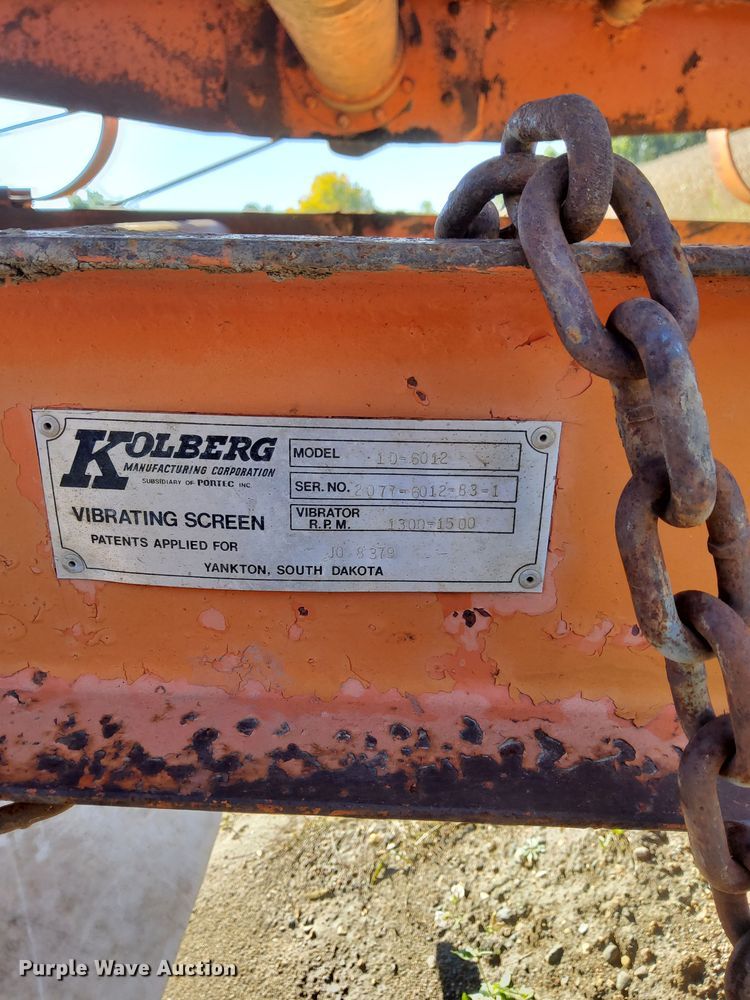 KOLBERG
MANUFACTURING CORPORATION
SUBSIDIARY OF PORTEC INC.
VIBRATING SCREEN
PATENTS APPLIED FOR
MODEL 10-6012
SER. NO. 2077-6012-83-1
VIBRATOR
R.P.M. 1300-1500
JO 8379
YANKTON, SOUTH DAKOTA
Purple Wave Auction